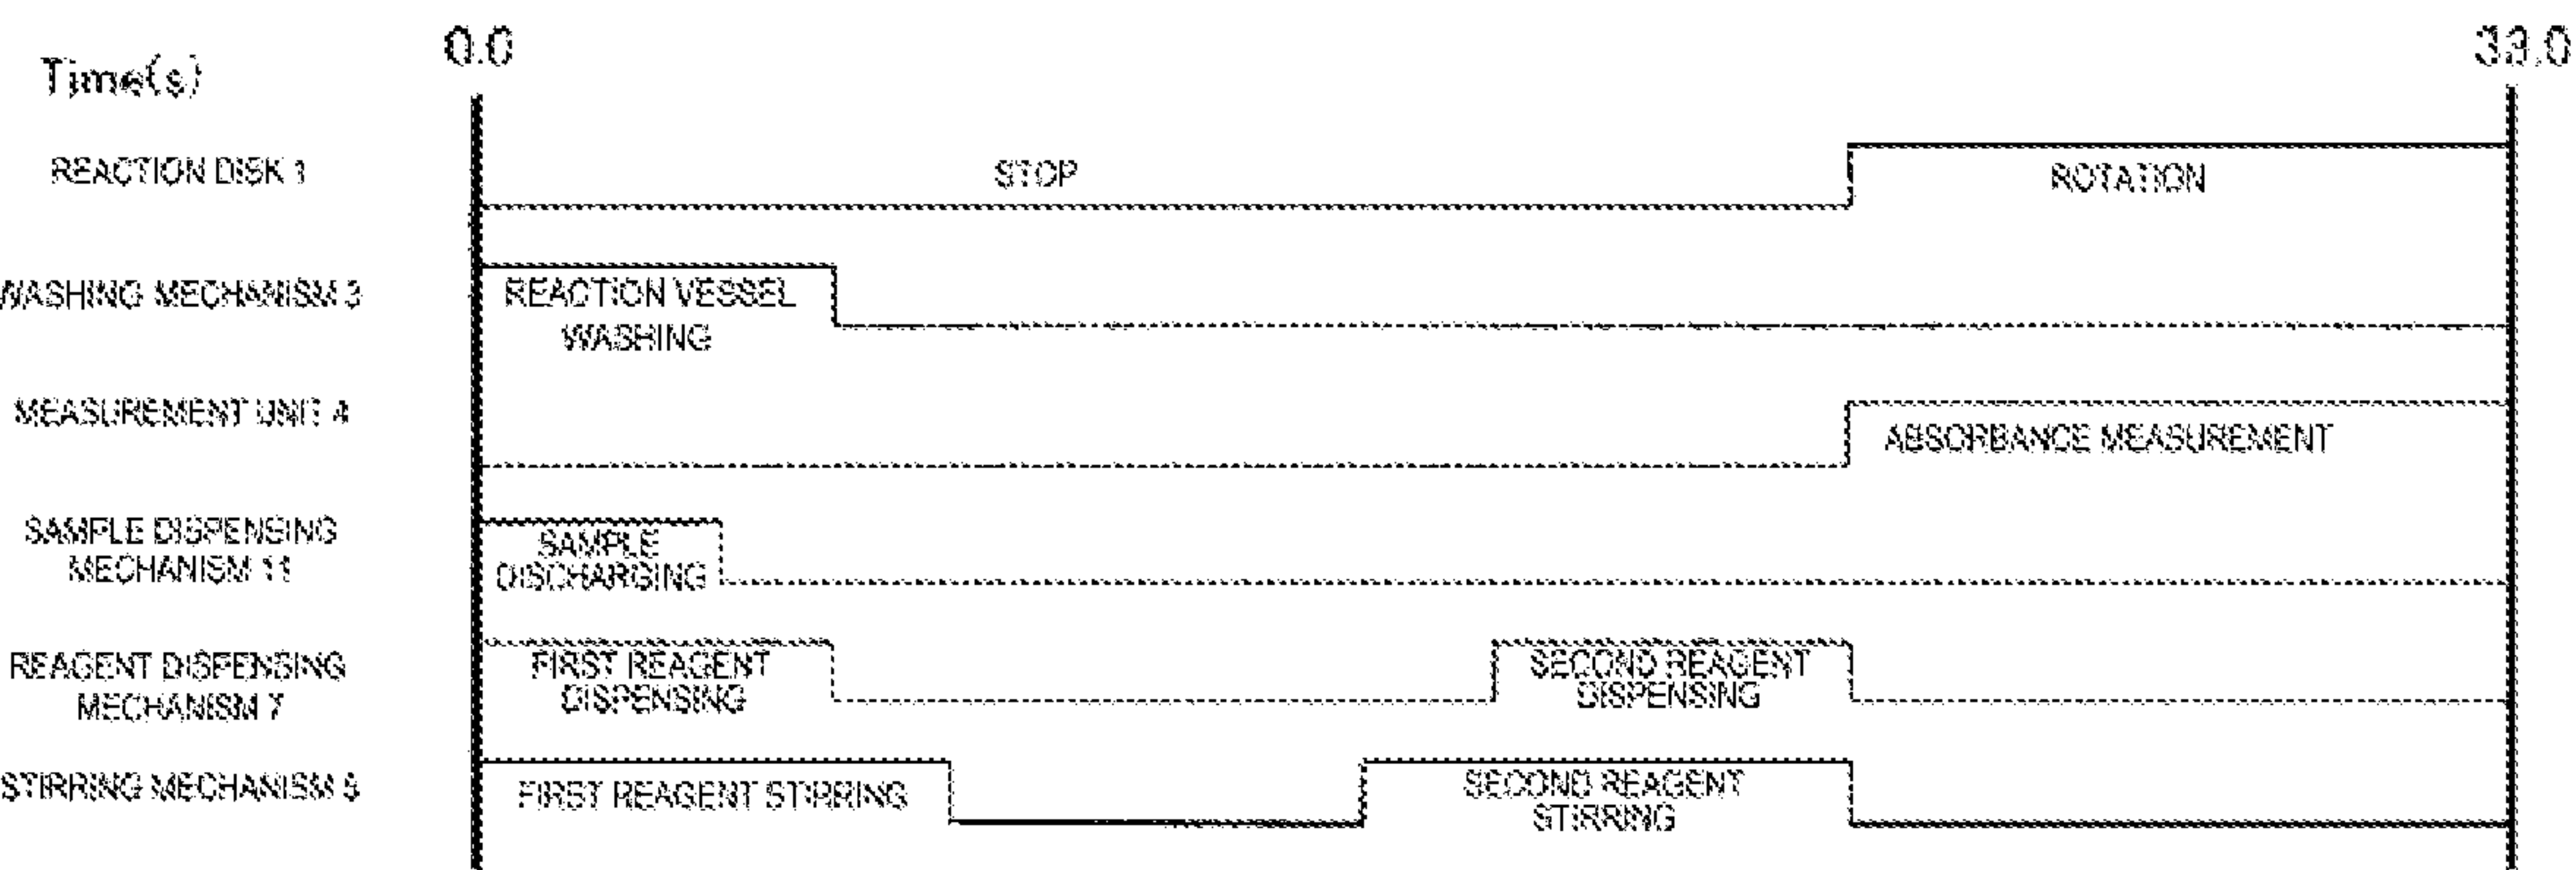 Time(s)
0.0
REACTION DISK 1
STOP
ROTATION
WASHING MECHANISM 3
REACTION VESSEL
WASHING
MEASUREMENT UNIT 4
ABSORBANCE MEASUREMENT
SAMPLE DISPENSING
MECHANISM 11
SAMPLE
DISCHARGING
REAGENT DISPENSING
MECHANISM 7
FIRST REAGENT
DISPENSING
SECOND REAGENT
DISPENSING
STIRRING MECHANISM 5
FIRST REAGENT STIRRING
SECOND REAGENT
STIRRING